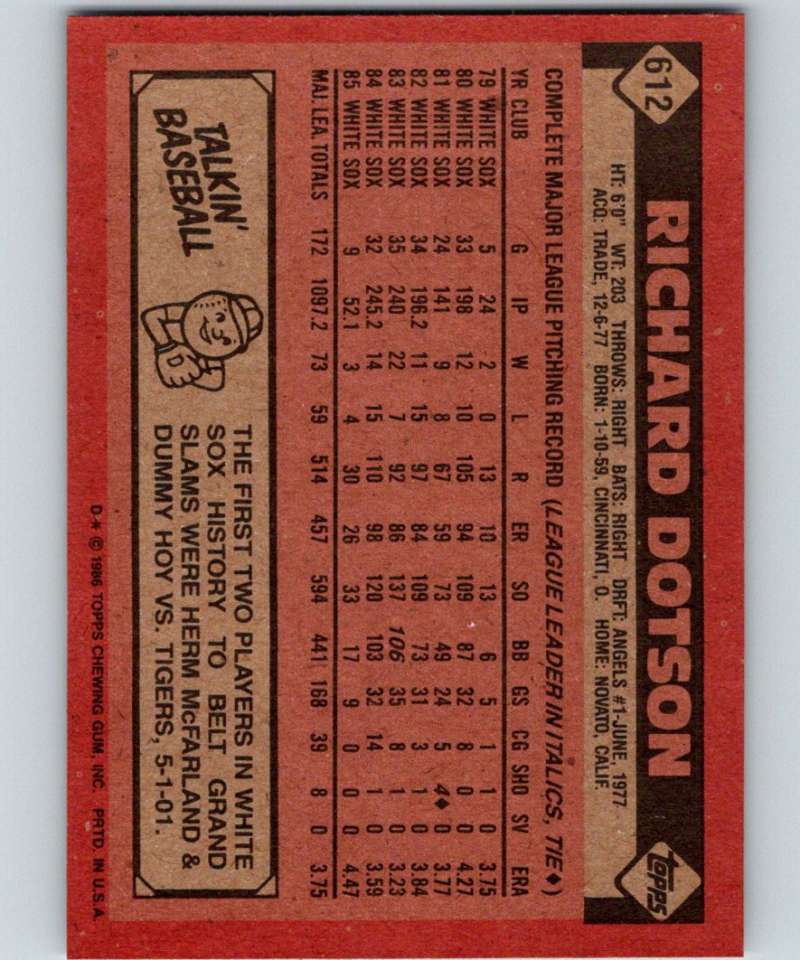 612
RICHARD DOTSON
topps
HT: 6'0" WT: 203 THROWS: RIGHT BATS: RIGHT DRFT: ANGELS #1-JUNE, 1977
ACQ: TRADE, 12-6-77 BORN: 1-10-59, CINCINNATI, O. HOME: NOVATO, CALIF.
COMPLETE MAJOR LEAGUE PITCHING RECORD (LEAGUE LEADER IN ITALICS, TIE♦)
YR CLUB G IP W L R ER SO BB GS CG SHO SV ERA
79 WHITE SOX 5 24 2 0 13 10 13 6 5 1 1 0 3.75
80 WHITE SOX 33 198 12 10 105 94 109 87 32 8 0 0 4.27
81 WHITE SOX 24 141 9 8 67 59 73 49 24 5 4♦ 0 3.77
82 WHITE SOX 34 196.2 11 15 97 84 109 73 31 3 1 0 3.84
83 WHITE SOX 35 240 22 7 92 86 137 106 35 8 1 0 3.23
84 WHITE SOX 32 245.2 14 15 110 98 120 103 32 14 1 0 3.59
85 WHITE SOX 9 52.1 3 4 30 26 33 17 9 0 0 0 4.47
MAJ. LEA. TOTALS 172 1097.2 73 59 514 457 594 441 168 39 8 0 3.75
TALKIN'
BASEBALL
THE FIRST TWO PLAYERS IN WHITE
SOX HISTORY TO BELT GRAND
SLAMS WERE HERM McFARLAND &
DUMMY HOY VS. TIGERS, 5-1-01.
D-* © 1986 TOPPS CHEWING GUM, INC. PRTD. IN U.S.A.